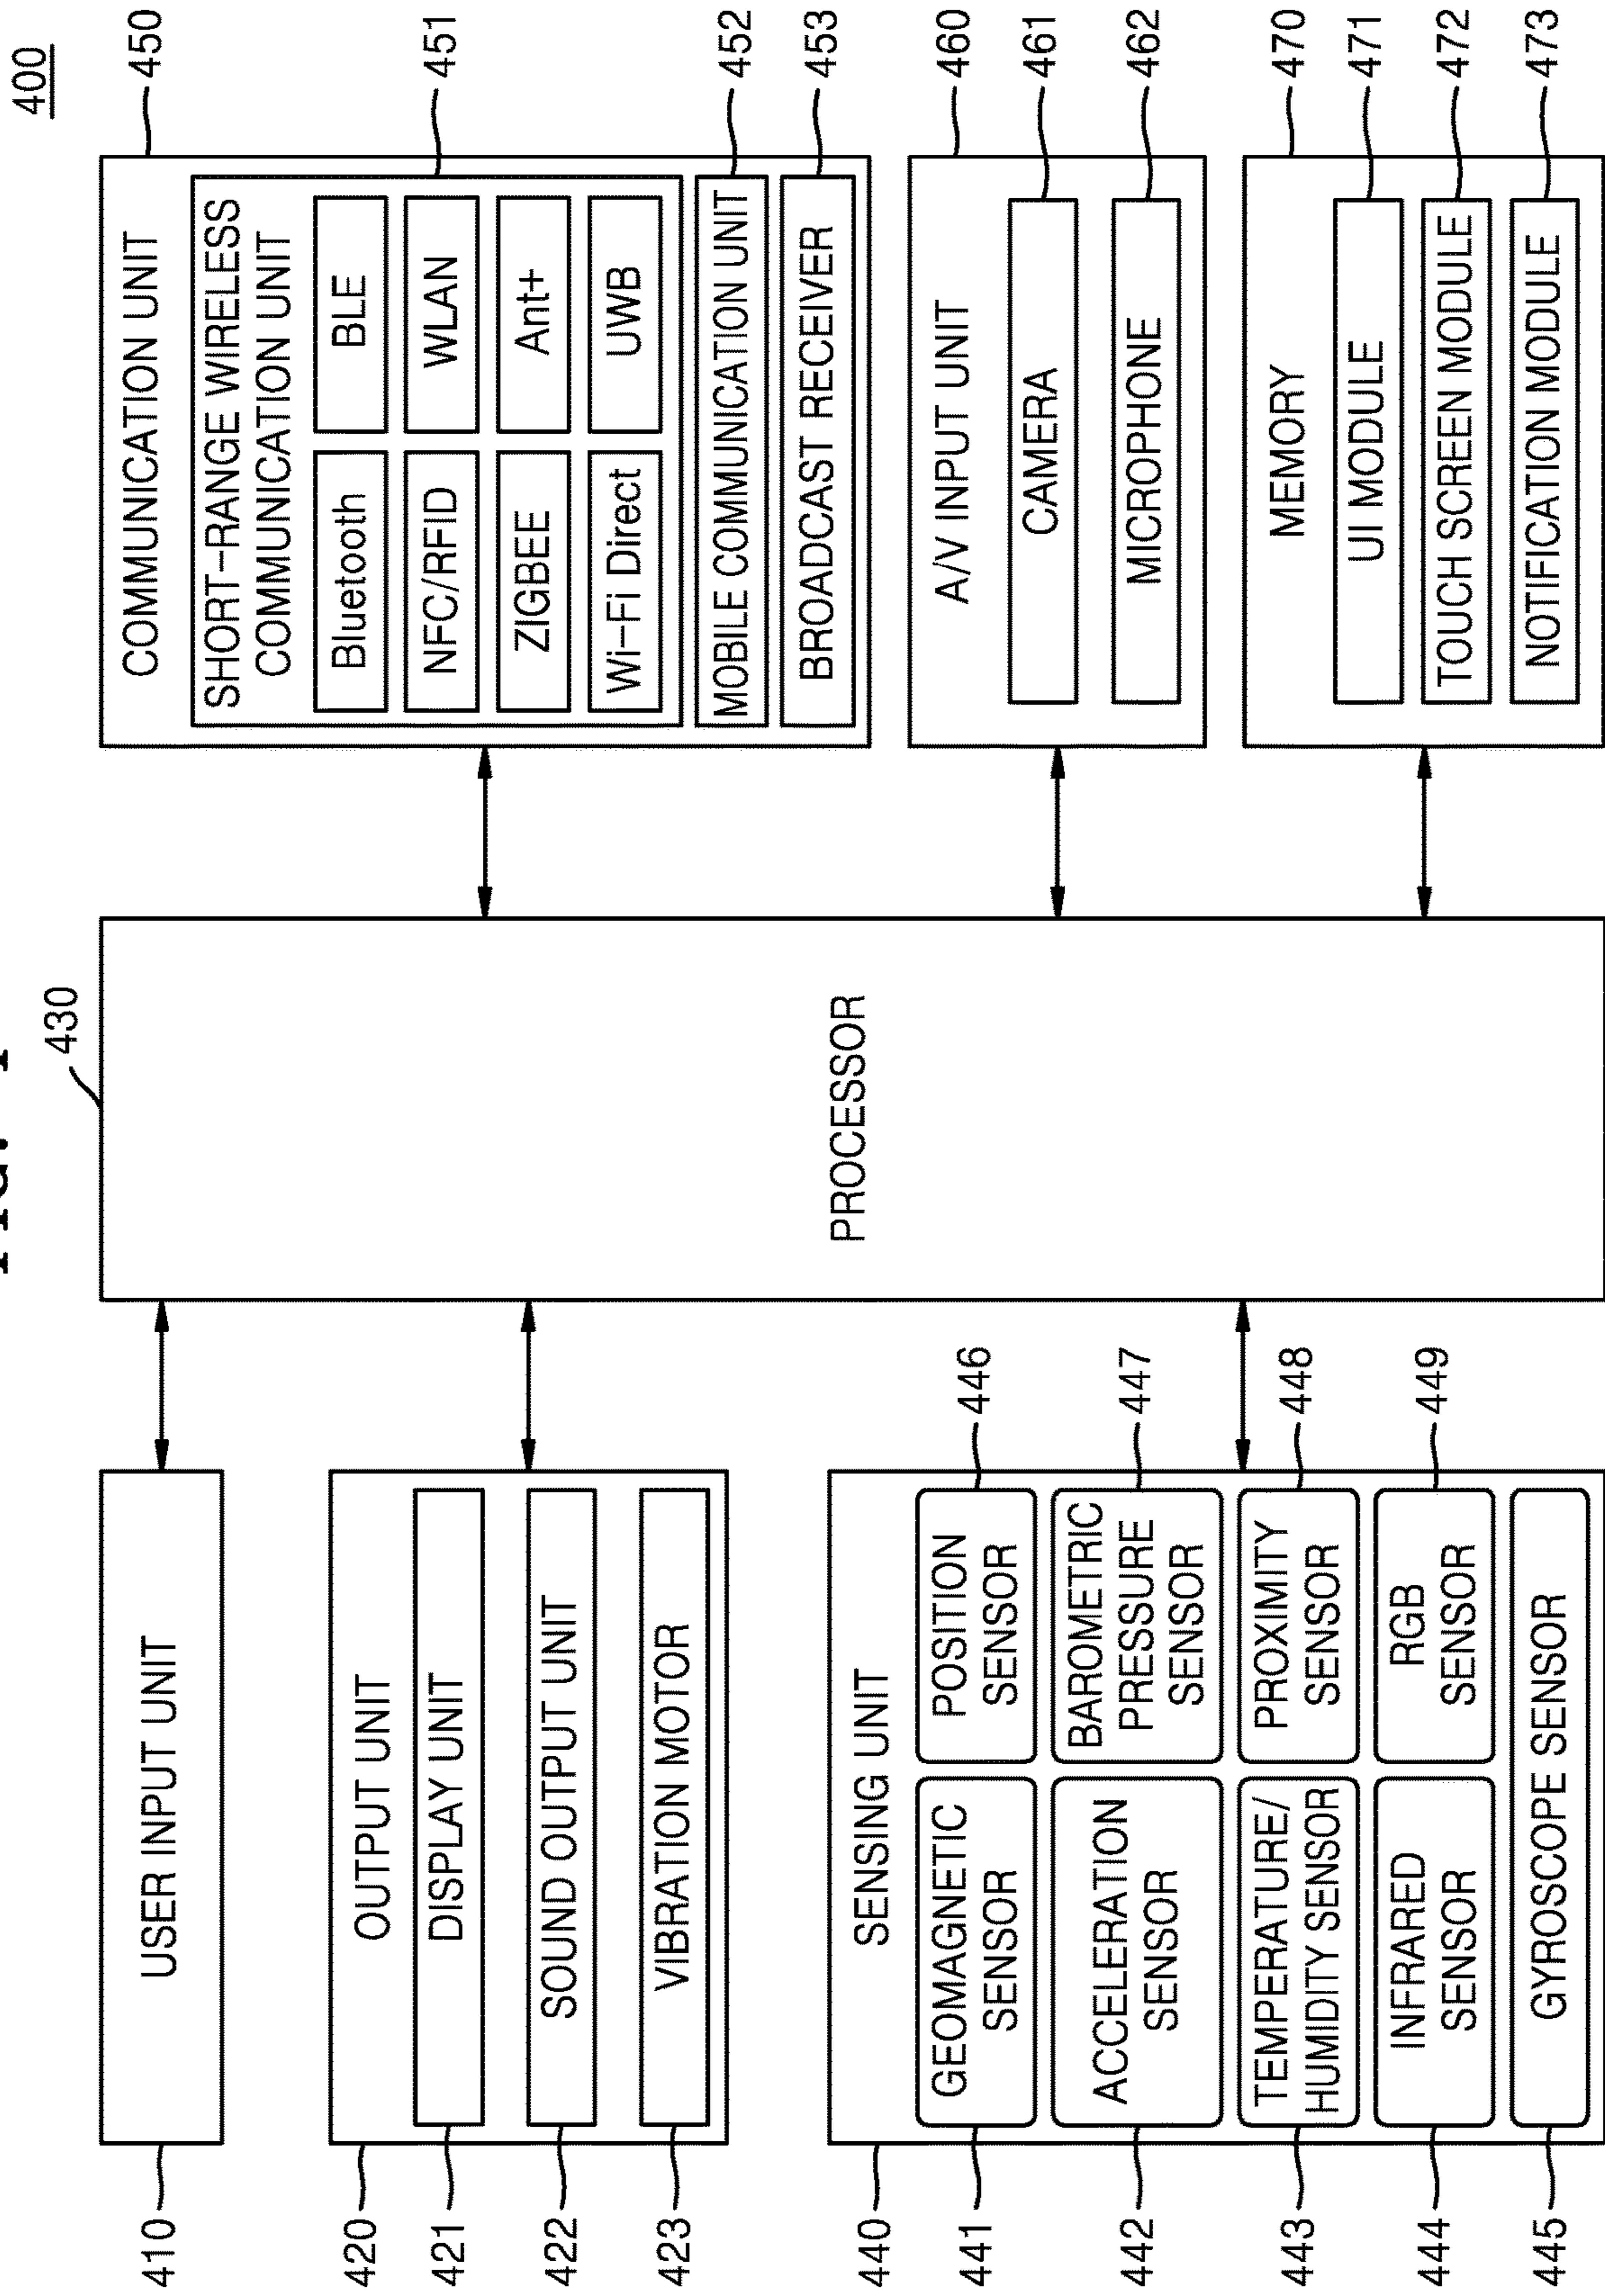 400
410
USER INPUT UNIT
420
OUTPUT UNIT
421
DISPLAY UNIT
422
SOUND OUTPUT UNIT
423
VIBRATION MOTOR
440
SENSING UNIT
441
GEOMAGNETIC
SENSOR
POSITION
SENSOR
446
442
ACCELERATION
SENSOR
BAROMETRIC
PRESSURE
SENSOR
447
443
TEMPERATURE/
HUMIDITY SENSOR
PROXIMITY
SENSOR
448
444
INFRARED
SENSOR
RGB
SENSOR
449
445
GYROSCOPE SENSOR
430
PROCESSOR
COMMUNICATION UNIT
450
SHORT-RANGE WIRELESS
COMMUNICATION UNIT
451
Bluetooth
BLE
NFC/RFID
WLAN
ZIGBEE
Ant+
Wi-Fi Direct
UWB
MOBILE COMMUNICATION UNIT
452
BROADCAST RECEIVER
453
A/V INPUT UNIT
460
CAMERA
461
MICROPHONE
462
MEMORY
470
UI MODULE
471
TOUCH SCREEN MODULE
472
NOTIFICATION MODULE
473